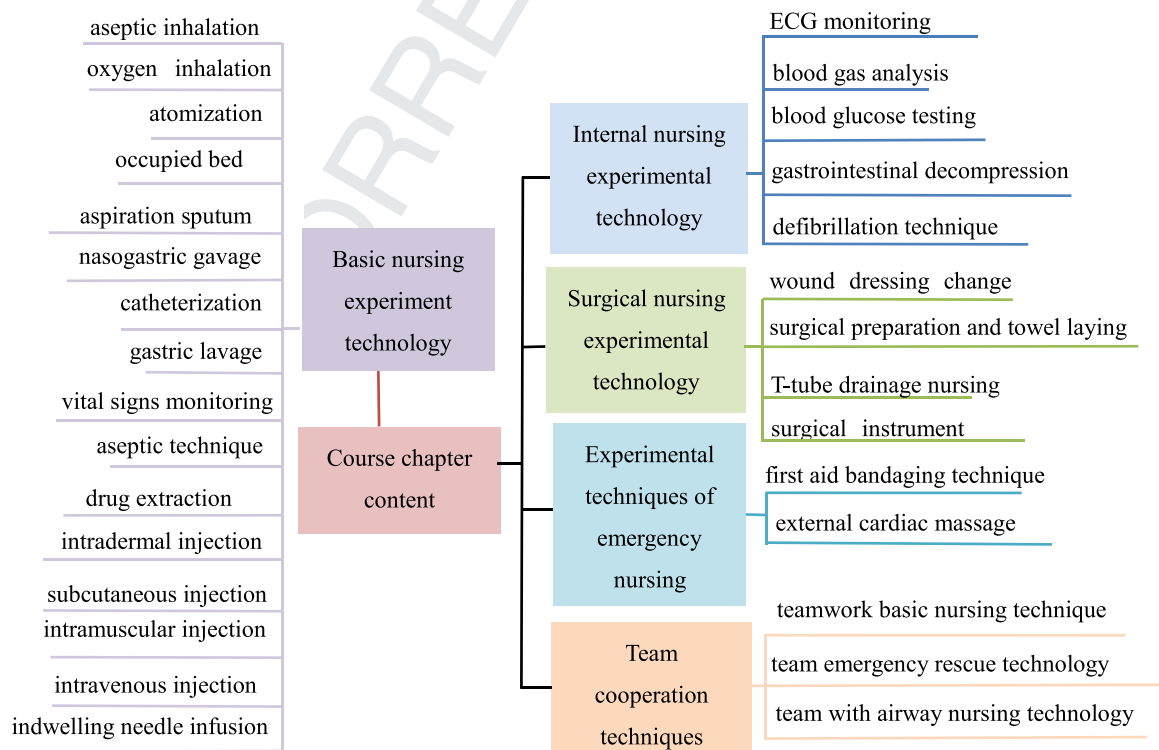 aseptic inhalation
oxygen inhalation
atomization
occupied bed
aspiration sputum
nasogastric gavage
catheterization
gastric lavage
vital signs monitoring
aseptic technique
drug extraction
intradermal injection
subcutaneous injection
intramuscular injection
intravenous injection
indwelling needle infusion
Basic nursing
experiment
technology
Course chapter
content
Internal nursing
experimental
technology
ECG monitoring
blood gas analysis
blood glucose testing
gastrointestinal decompression
defibrillation technique
Surgical nursing
experimental
technology
wound dressing change
surgical preparation and towel laying
T-tube drainage nursing
surgical instrument
Experimental
techniques of
emergency
nursing
first aid bandaging technique
external cardiac massage
Team
cooperation
techniques
teamwork basic nursing technique
team emergency rescue technology
team with airway nursing technology
ORRE